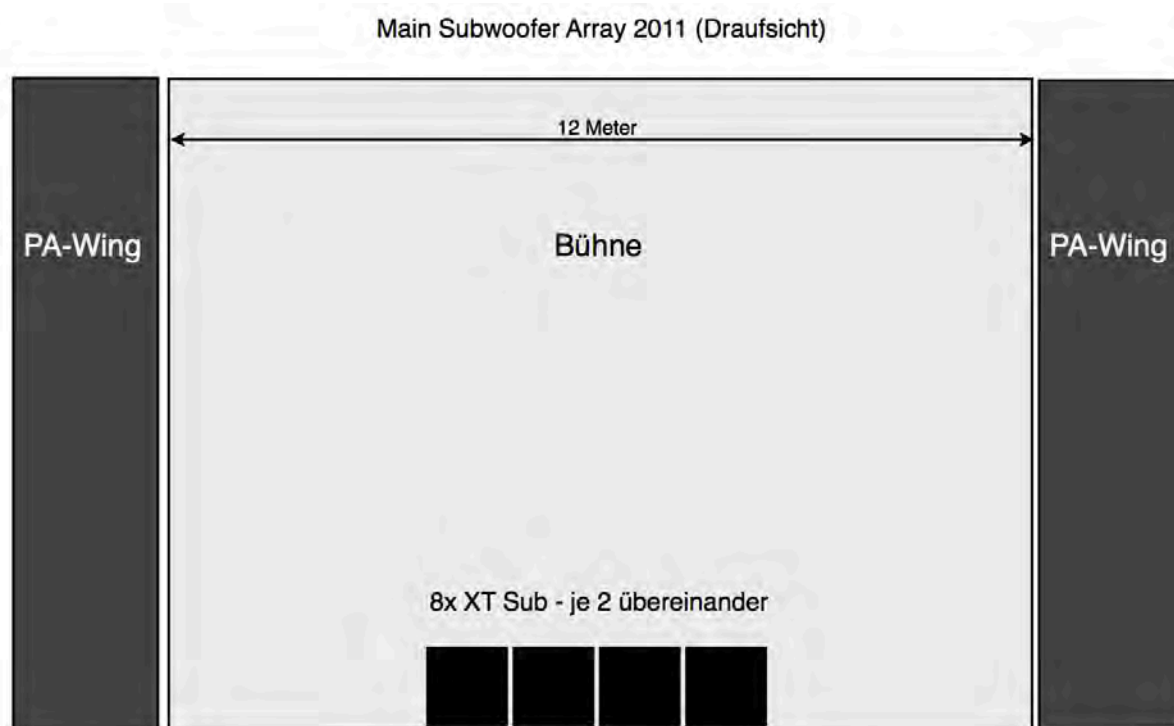 Main Subwoofer Array 2011 (Draufsicht)
12 Meter
PA-Wing
Bühne
PA-Wing
8x XT Sub - je 2 übereinander